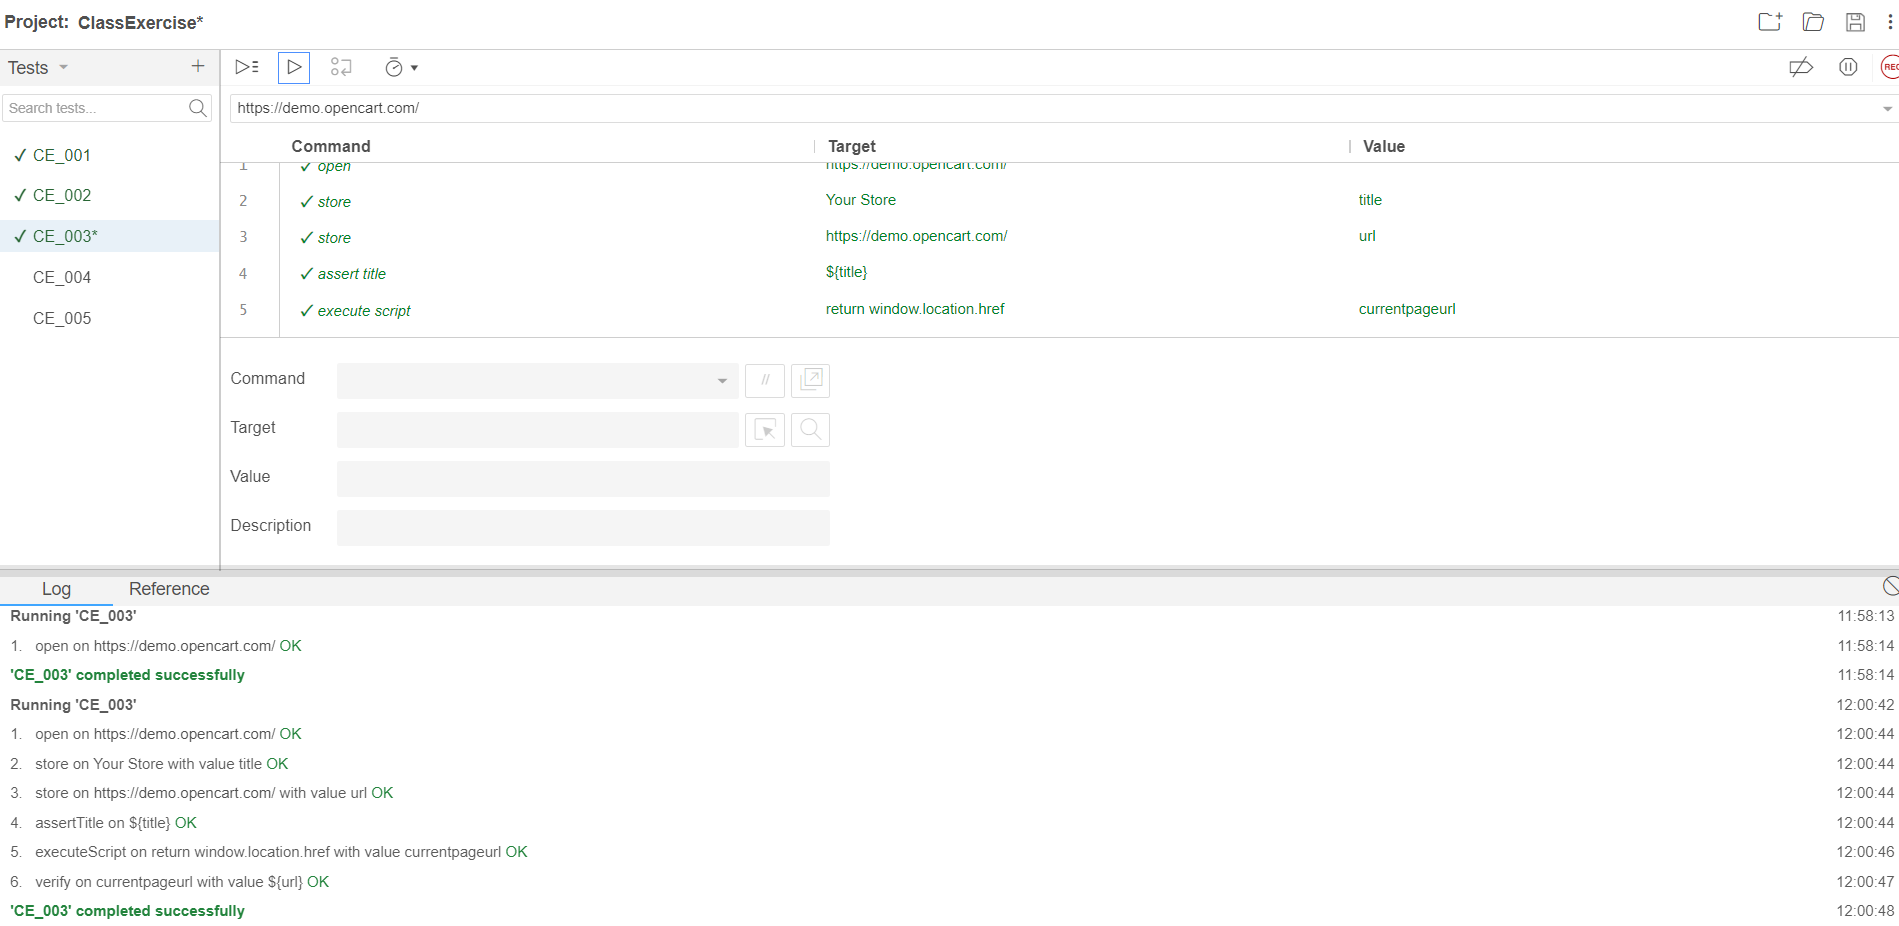 Project: ClassExercise*
Tests
Search tests...
✓ CE_001
✓ CE_002
✓ CE_003*
CE_004
CE_005
REC
https://demo.opencart.com/
Command Target Value
1 ✓ open https://demo.opencart.com/
2 ✓ store Your Store title
3 ✓ store https://demo.opencart.com/ url
4 ✓ assert title ${title}
5 ✓ execute script return window.location.href currentpageurl
Command //
Target
Value
Description
Log Reference
Running 'CE_003' 11:58:13
1. open on https://demo.opencart.com/ OK 11:58:14
'CE_003' completed successfully 11:58:14
Running 'CE_003' 12:00:42
1. open on https://demo.opencart.com/ OK 12:00:44
2. store on Your Store with value title OK 12:00:44
3. store on https://demo.opencart.com/ with value url OK 12:00:44
4. assertTitle on ${title} OK 12:00:44
5. executeScript on return window.location.href with value currentpageurl OK 12:00:46
6. verify on currentpageurl with value ${url} OK 12:00:47
'CE_003' completed successfully 12:00:48